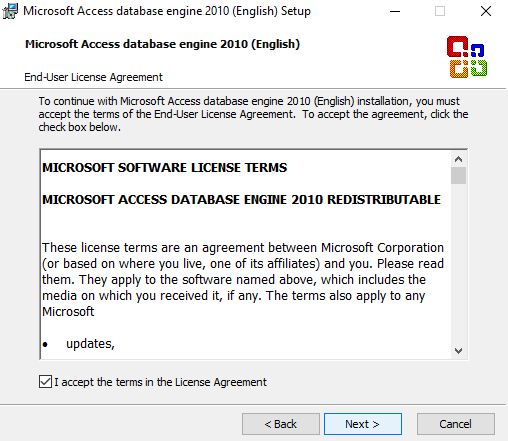 Microsoft Access database engine 2010 (English) Setup
Microsoft Access database engine 2010 (English)
End-User License Agreement
To continue with Microsoft Access database engine 2010 (English) installation, you must
accept the terms of the End-User License Agreement. To accept the agreement, click the
check box below.
MICROSOFT SOFTWARE LICENSE TERMS
MICROSOFT ACCESS DATABASE ENGINE 2010 REDISTRIBUTABLE
These license terms are an agreement between Microsoft Corporation
(or based on where you live, one of its affiliates) and you. Please read
them. They apply to the software named above, which includes the
media on which you received it, if any. The terms also apply to any
Microsoft
• updates,
I accept the terms in the License Agreement
< Back
Next >
Cancel